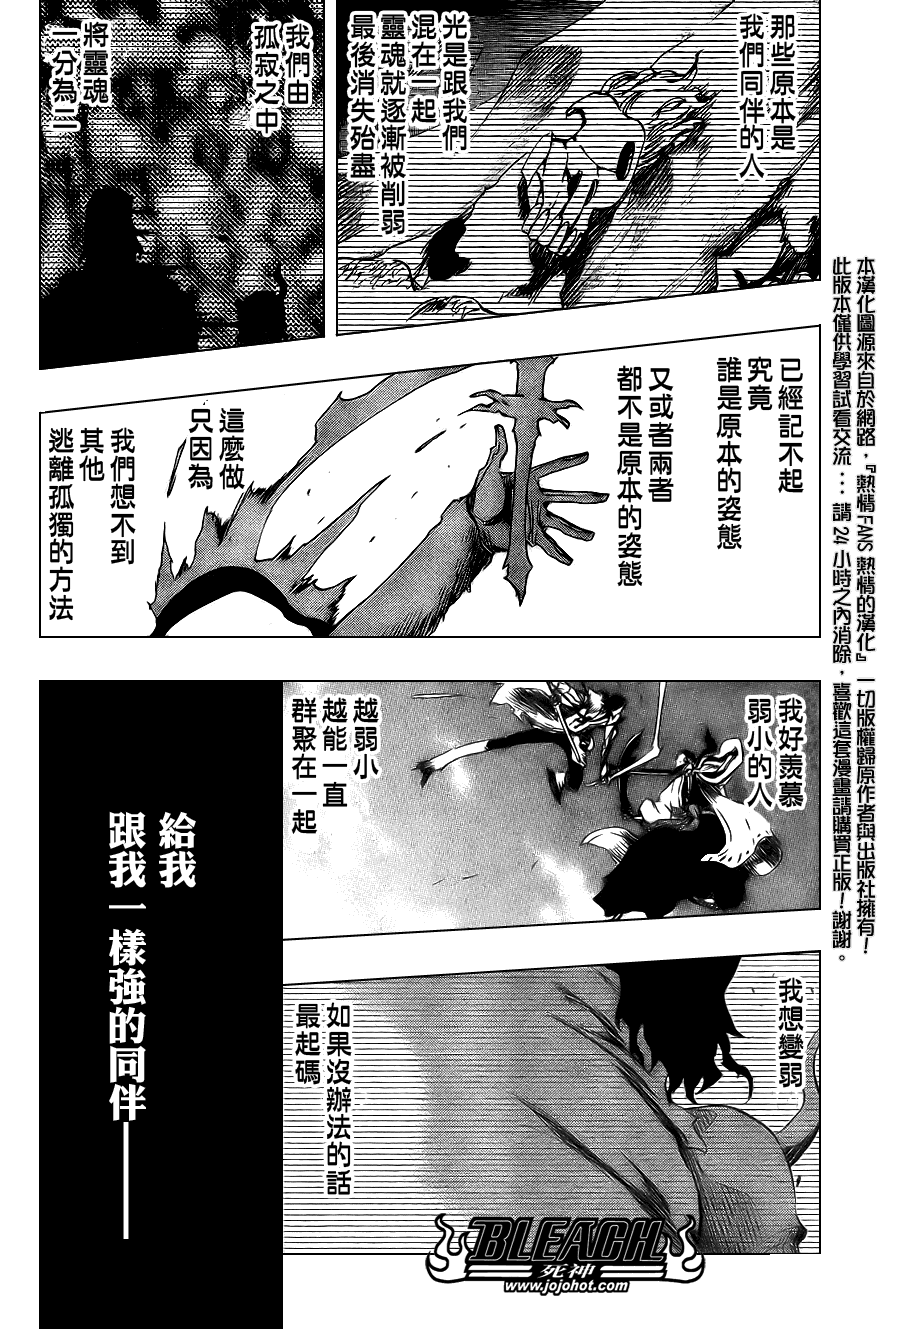 那些原本是
我們同伴的人
光是跟我們
混在一起
靈魂就逐漸被削弱
最後消失殆盡
我們由
孤寂之中
將靈魂
一分為二
已經記不起
究竟
誰是原本的姿態
又或者兩者
都不是原本的姿態
這麼做
只因為
我們想不到
其他
逃離孤獨的方法
我好羨慕
弱小的人
越弱小
越能一直
群聚在一起
我想變弱
如果沒辦法的話
最起碼
給我
跟我一樣強的同伴——
本漢化圖源來自於網路，『熱情FANS熱情的漢化』一切版權歸原作者與出版社擁有！
此版本僅供學習試看交流...請24小時之內消除，喜歡這套漫畫請購買正版！謝謝。
BLEACH
死神
www.jojohot.com